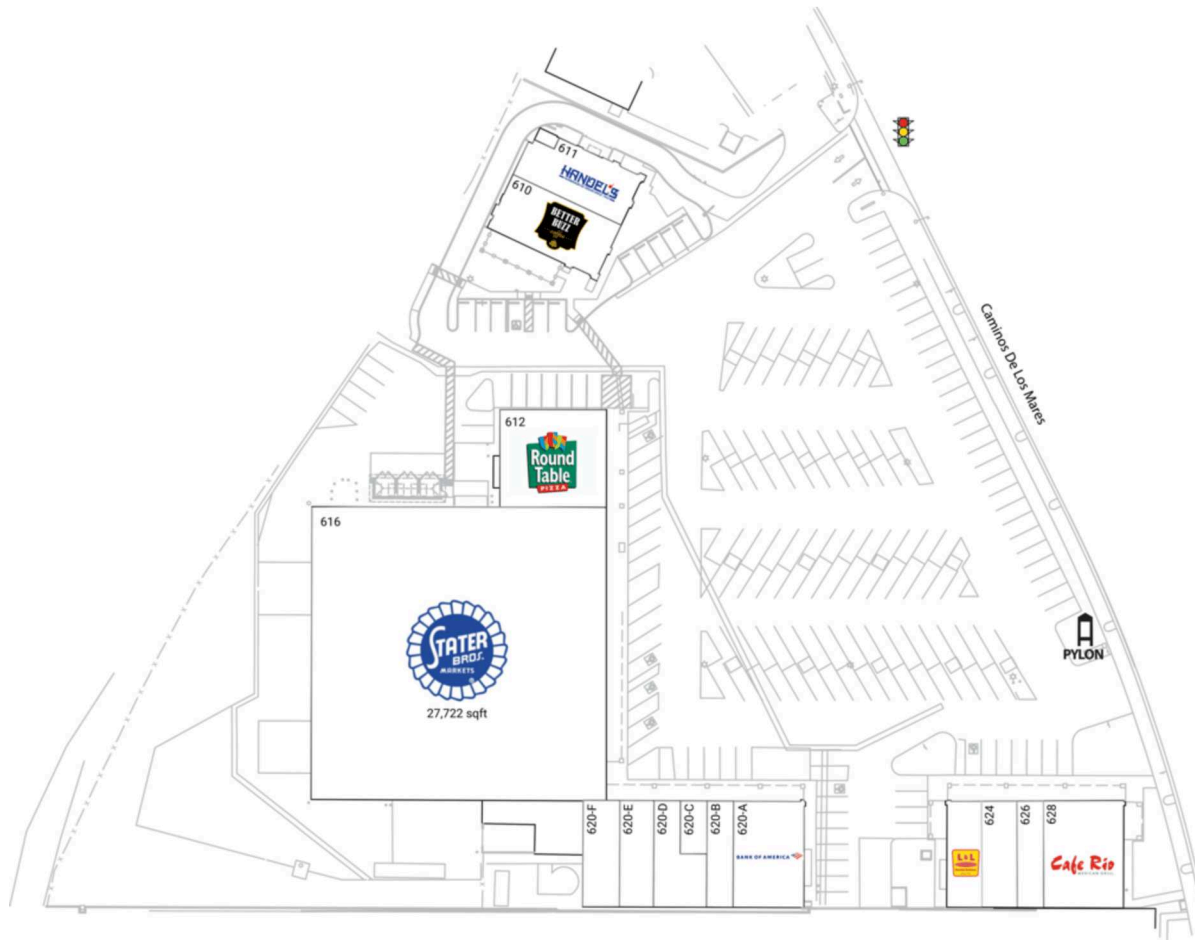 611
HANDEL'S
610
BETTER
BUZZ
Caminos De Los Mares
612
Round
Table
PIZZA
616
STATER
BROS.
MARKETS
27,722 sqft
PYLON
620-F
620-E
620-D
620-C
620-B
620-A
BANK OF AMERICA
L&L
624
626
628
Cafe Rio
MEXICAN GRILL